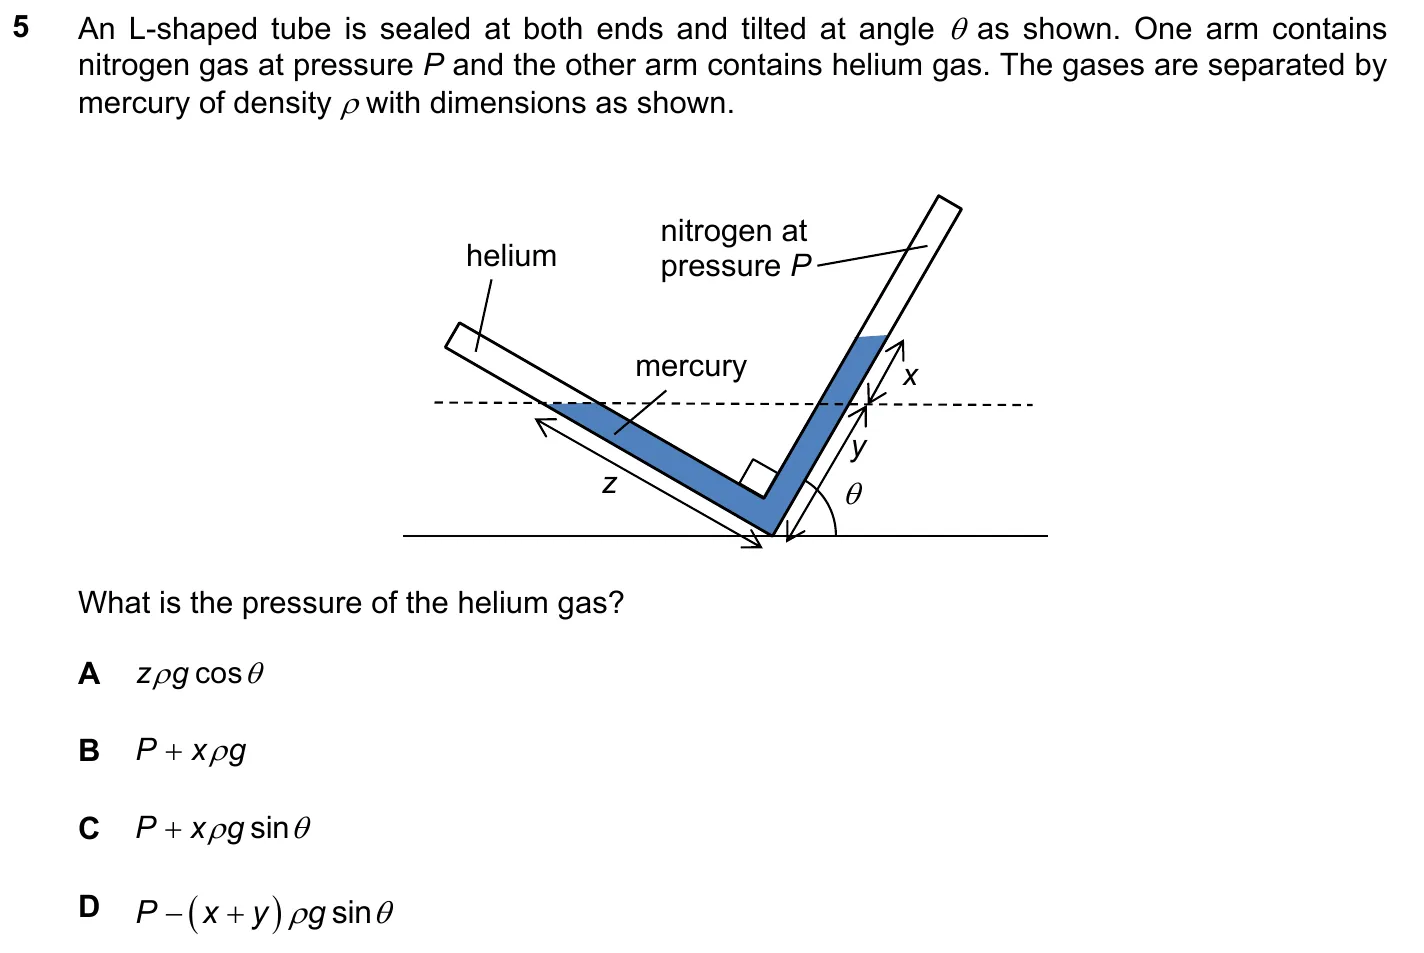 5 An L-shaped tube is sealed at both ends and tilted at angle θ as shown. One arm contains
nitrogen gas at pressure P and the other arm contains helium gas. The gases are separated by
mercury of density ρ with dimensions as shown.
nitrogen at
pressure P
helium
mercury
x
y
z
θ
What is the pressure of the helium gas?
A zρg cos θ
B P + xρg
C P + xρg sin θ
D P – (x + y) ρg sin θ